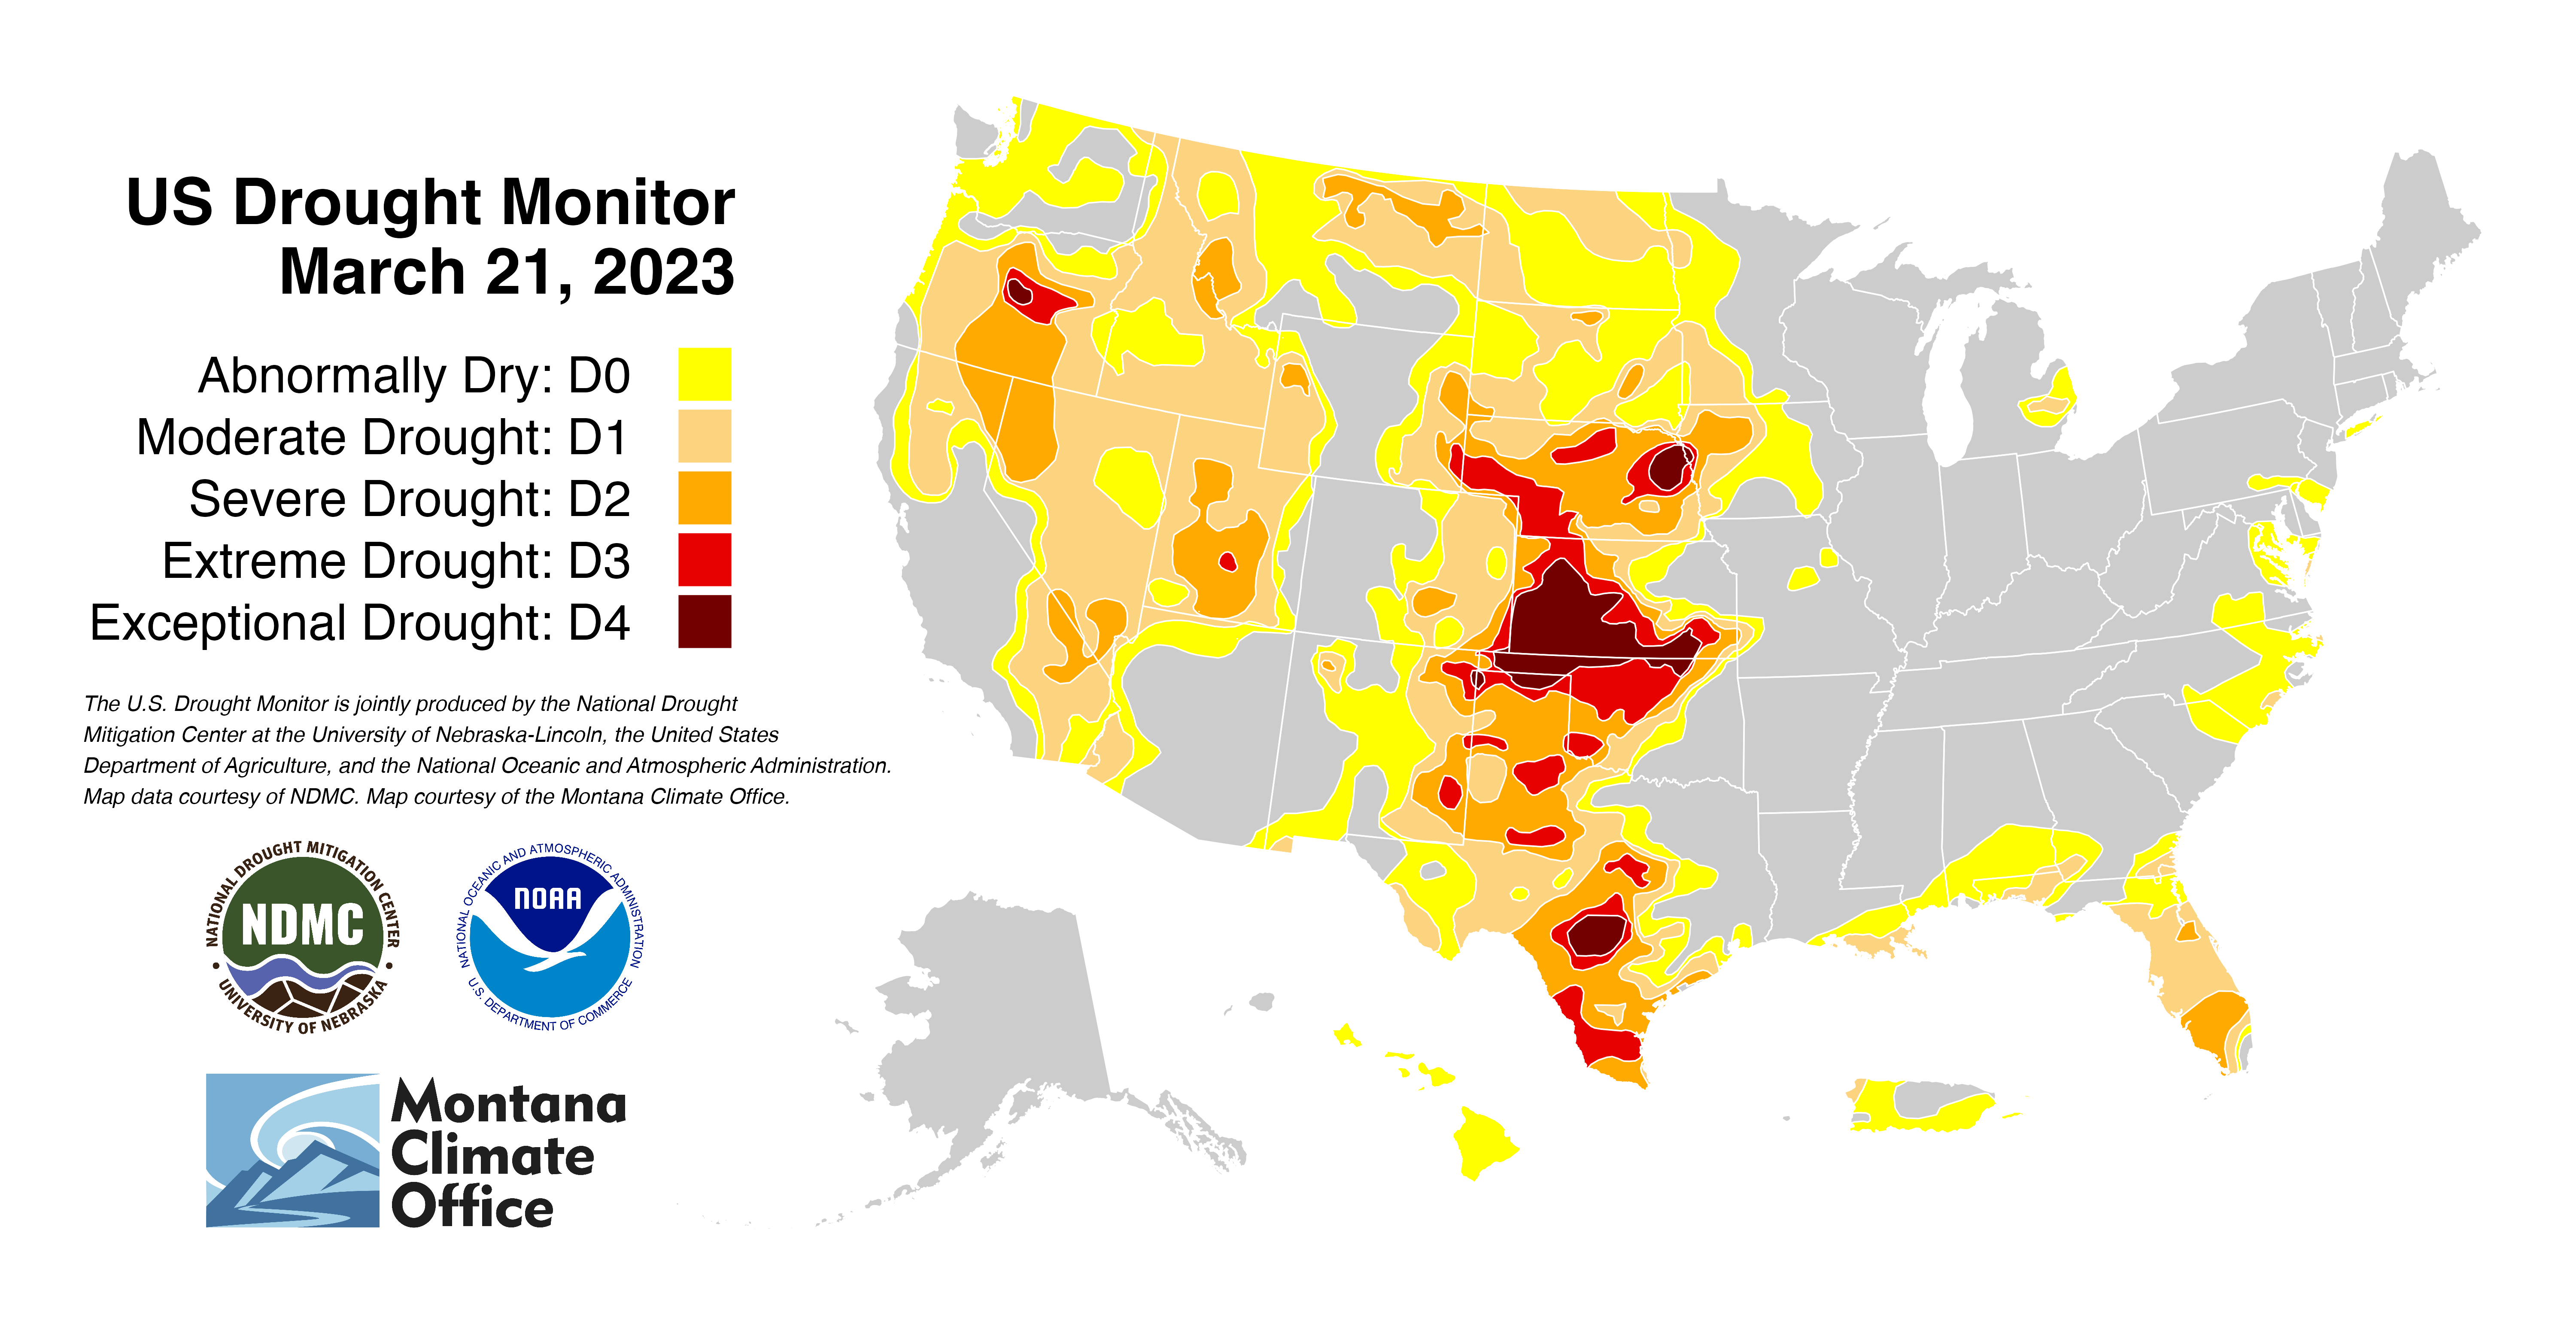 US Drought Monitor
March 21, 2023
Abnormally Dry: D0
Moderate Drought: D1
Severe Drought: D2
Extreme Drought: D3
Exceptional Drought: D4
The U.S. Drought Monitor is jointly produced by the National Drought
Mitigation Center at the University of Nebraska-Lincoln, the United States
Department of Agriculture, and the National Oceanic and Atmospheric Administration.
Map data courtesy of NDMC. Map courtesy of the Montana Climate Office.
NATIONAL DROUGHT MITIGATION CENTER
NDMC
• UNIVERSITY OF NEBRASKA •
NATIONAL OCEANIC AND ATMOSPHERIC ADMINISTRATION
NOAA
U.S. DEPARTMENT OF COMMERCE
Montana
Climate
Office